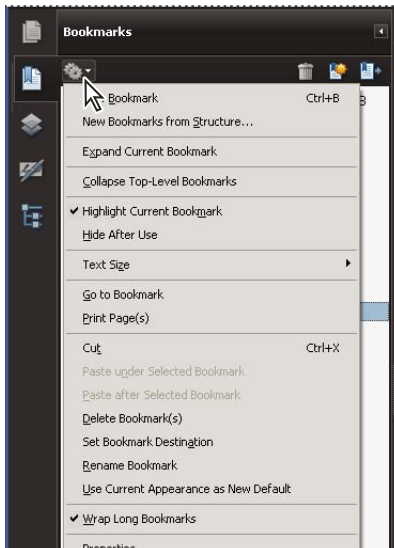 Bookmarks
Bookmark Ctrl+B
New Bookmarks from Structure...
Expand Current Bookmark
Collapse Top-Level Bookmarks
Highlight Current Bookmark
Hide After Use
Text Size
Go to Bookmark
Print Page(s)
Cut Ctrl+X
Paste under Selected Bookmark
Paste after Selected Bookmark
Delete Bookmark(s)
Set Bookmark Destination
Rename Bookmark
Use Current Appearance as New Default
Wrap Long Bookmarks